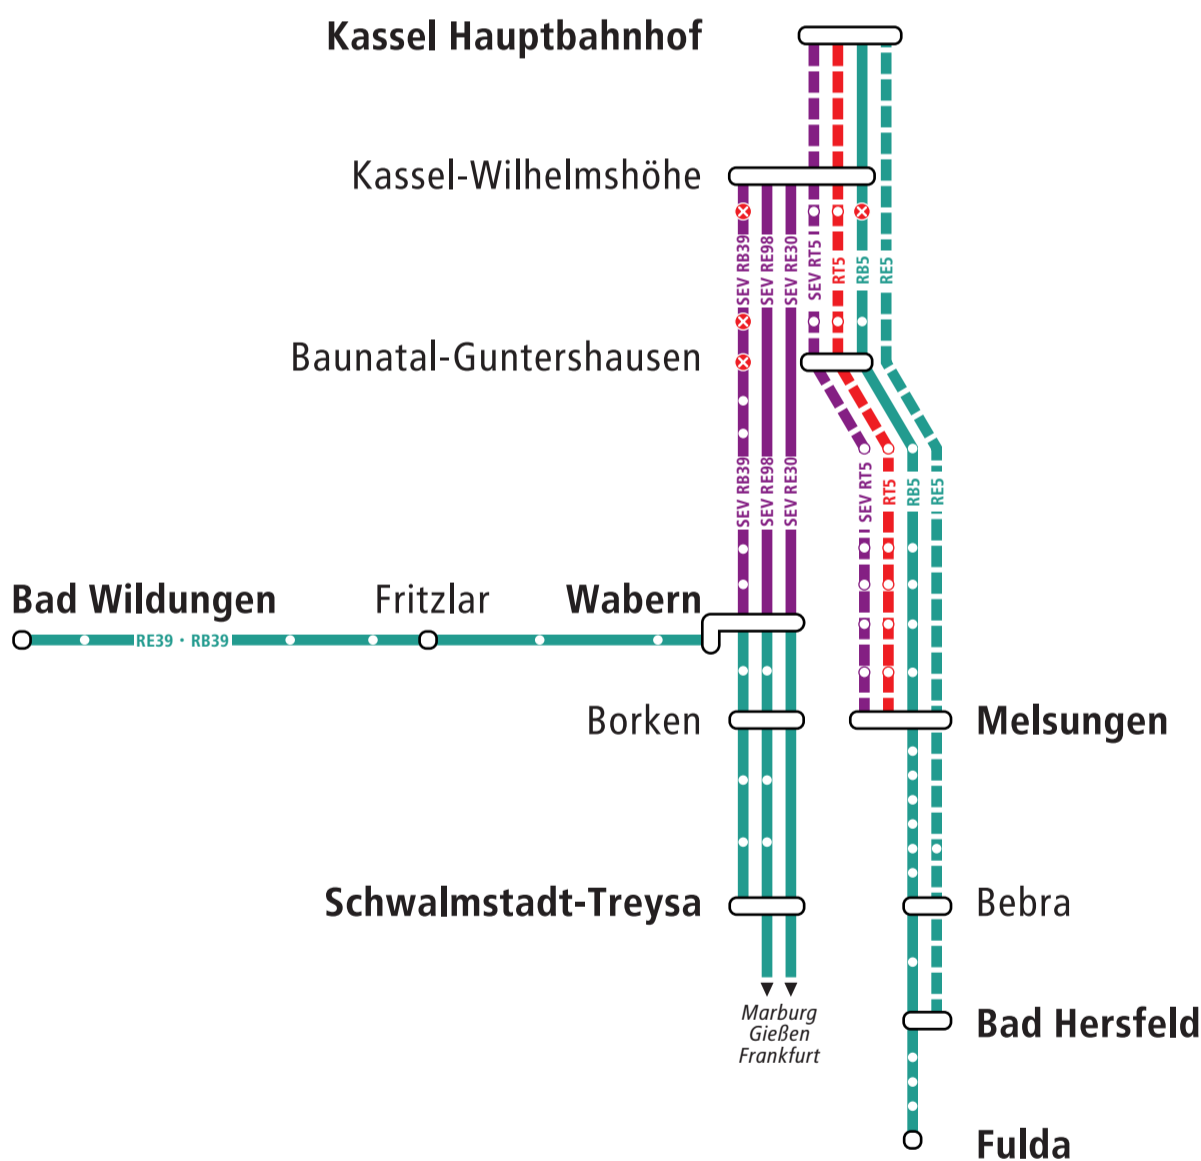 Kassel Hauptbahnhof
Kassel-Wilhelmshöhe
SEV RB39
SEV RE98
SEV RE30
SEV RT5
RT5
RB5
RE5
Baunatal-Guntershausen
SEV RB39
SEV RE98
SEV RE30
SEV RT5
RT5
RB5
RE5
Bad Wildungen
Fritzlar
Wabern
RE39 · RB39
Borken
Melsungen
Schwalmstadt-Treysa
Bebra
Marburg
Gießen
Frankfurt
Bad Hersfeld
Fulda